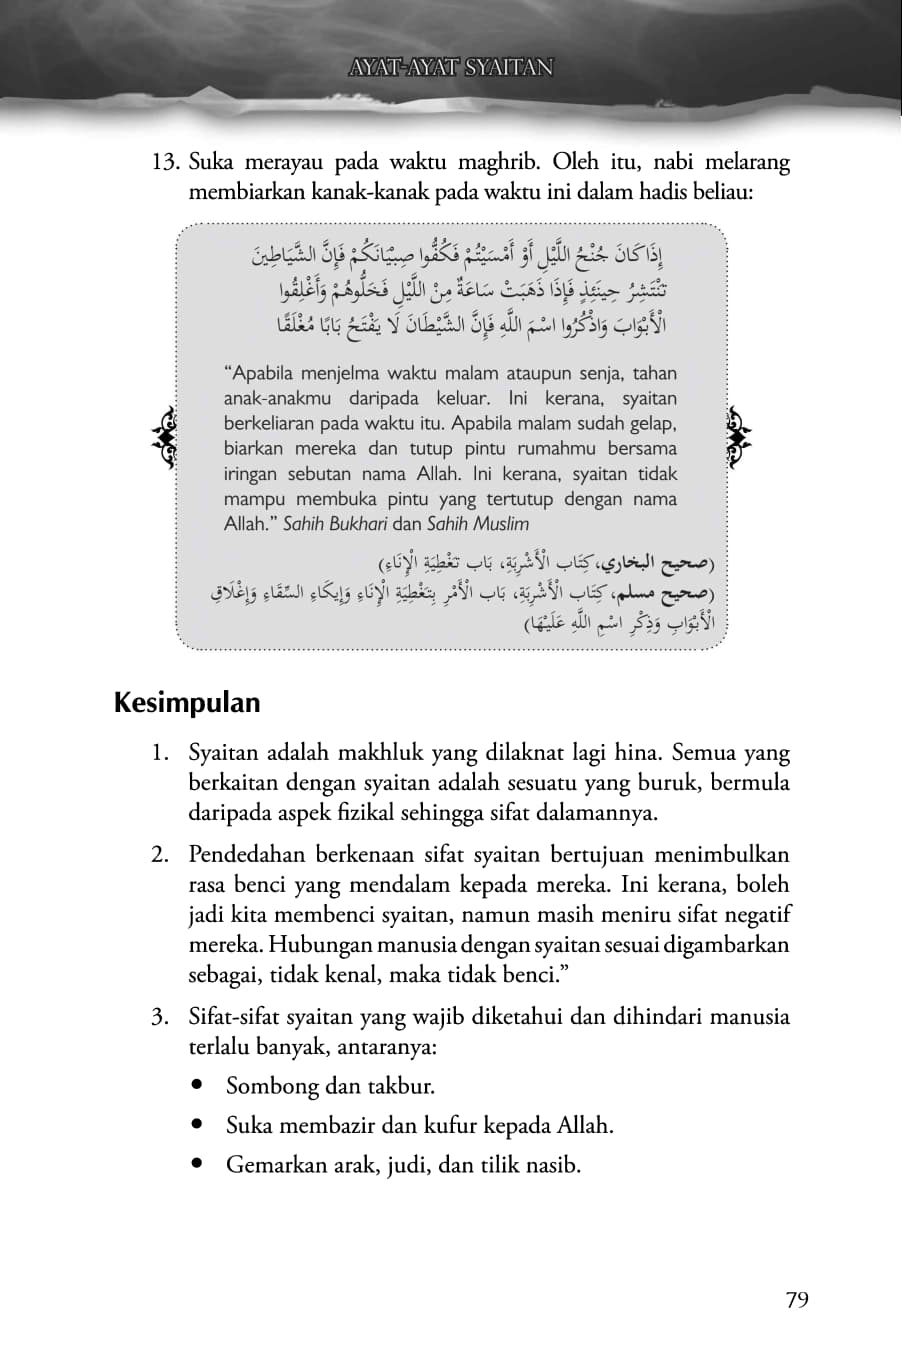 AYAT-AYAT SYAITAN
13. Suka merayau pada waktu maghrib. Oleh itu, nabi melarang
membiarkan kanak-kanak pada waktu ini dalam hadis beliau:
إِذَا كَانَ جُنْحُ اللَّيْلِ أَوْ أَمْسَيْتُمْ فَكُفُّوا صِبْيَانَكُمْ فَإِنَّ الشَّيَاطِينَ
تَنْتَشِرُ حِينَئِذٍ فَإِذَا ذَهَبَتْ سَاعَةٌ مِنْ اللَّيْلِ فَخَلُّوهُمْ وَأَغْلِقُوا
الْأَبْوَابَ وَاذْكُرُوا اسْمَ اللَّهِ فَإِنَّ الشَّيْطَانَ لَا يَفْتَحُ بَابًا مُغْلَقًا
“Apabila menjelma waktu malam ataupun senja, tahan
anak-anakmu daripada keluar. Ini kerana, syaitan
berkeliaran pada waktu itu. Apabila malam sudah gelap,
biarkan mereka dan tutup pintu rumahmu bersama
iringan sebutan nama Allah. Ini kerana, syaitan tidak
mampu membuka pintu yang tertutup dengan nama
Allah.” Sahih Bukhari dan Sahih Muslim
(صحيح البخاري، كِتَاب الْأَشْرِبَةِ، بَاب تَغْطِيَةِ الْإِنَاءِ)
(صحيح مسلم، كِتَاب الْأَشْرِبَةِ، بَاب الْأَمْرِ بِتَغْطِيَةِ الْإِنَاءِ وَإِيكَاءِ السِّقَاءِ وَإِغْلَاقِ
الْأَبْوَابِ وَذِكْرِ اسْمِ اللَّهِ عَلَيْهَا)
Kesimpulan
1. Syaitan adalah makhluk yang dilaknat lagi hina. Semua yang
berkaitan dengan syaitan adalah sesuatu yang buruk, bermula
daripada aspek fizikal sehingga sifat dalamannya.
2. Pendedahan berkenaan sifat syaitan bertujuan menimbulkan
rasa benci yang mendalam kepada mereka. Ini kerana, boleh
jadi kita membenci syaitan, namun masih meniru sifat negatif
mereka. Hubungan manusia dengan syaitan sesuai digambarkan
sebagai, tidak kenal, maka tidak benci.”
3. Sifat-sifat syaitan yang wajib diketahui dan dihindari manusia
terlalu banyak, antaranya:
• Sombong dan takbur.
• Suka membazir dan kufur kepada Allah.
• Gemarkan arak, judi, dan tilik nasib.
79